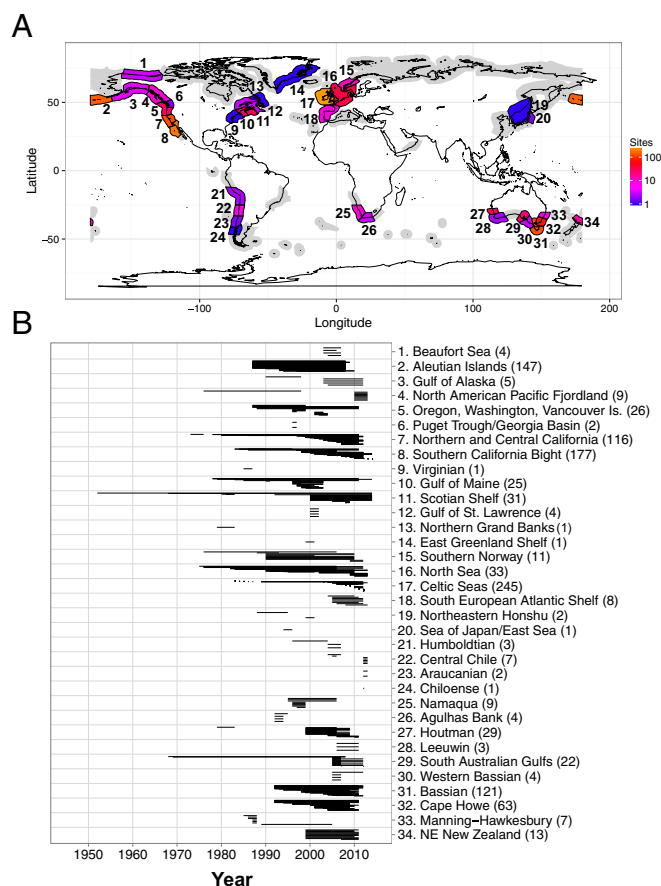 A
1
2
3
4
5
6
7
8
9
10
11
12
13
14
15
16
17
18
19
20
21
22
23
24
25
26
27
28
29
30
31
32
33
34
50
0
−50
Latitude
−100
0
100
200
Longitude
Sites
100
10
1
B
1. Beaufort Sea (4)
2. Aleutian Islands (147)
3. Gulf of Alaska (5)
4. North American Pacific Fjordland (9)
5. Oregon, Washington, Vancouver Is. (26)
6. Puget Trough/Georgia Basin (2)
7. Northern and Central California (116)
8. Southern California Bight (177)
9. Virginian (1)
10. Gulf of Maine (25)
11. Scotian Shelf (31)
12. Gulf of St. Lawrence (4)
13. Northern Grand Banks (1)
14. East Greenland Shelf (1)
15. Southern Norway (11)
16. North Sea (33)
17. Celtic Seas (245)
18. South European Atlantic Shelf (8)
19. Northeastern Honshu (2)
20. Sea of Japan/East Sea (1)
21. Humboldtian (3)
22. Central Chile (7)
23. Araucanian (2)
24. Chiloense (1)
25. Namaqua (9)
26. Agulhas Bank (4)
27. Houtman (29)
28. Leeuwin (3)
29. South Australian Gulfs (22)
30. Western Bassian (4)
31. Bassian (121)
32. Cape Howe (63)
33. Manning−Hawkesbury (7)
34. NE New Zealand (13)
1950 1960 1970 1980 1990 2000 2010
Year